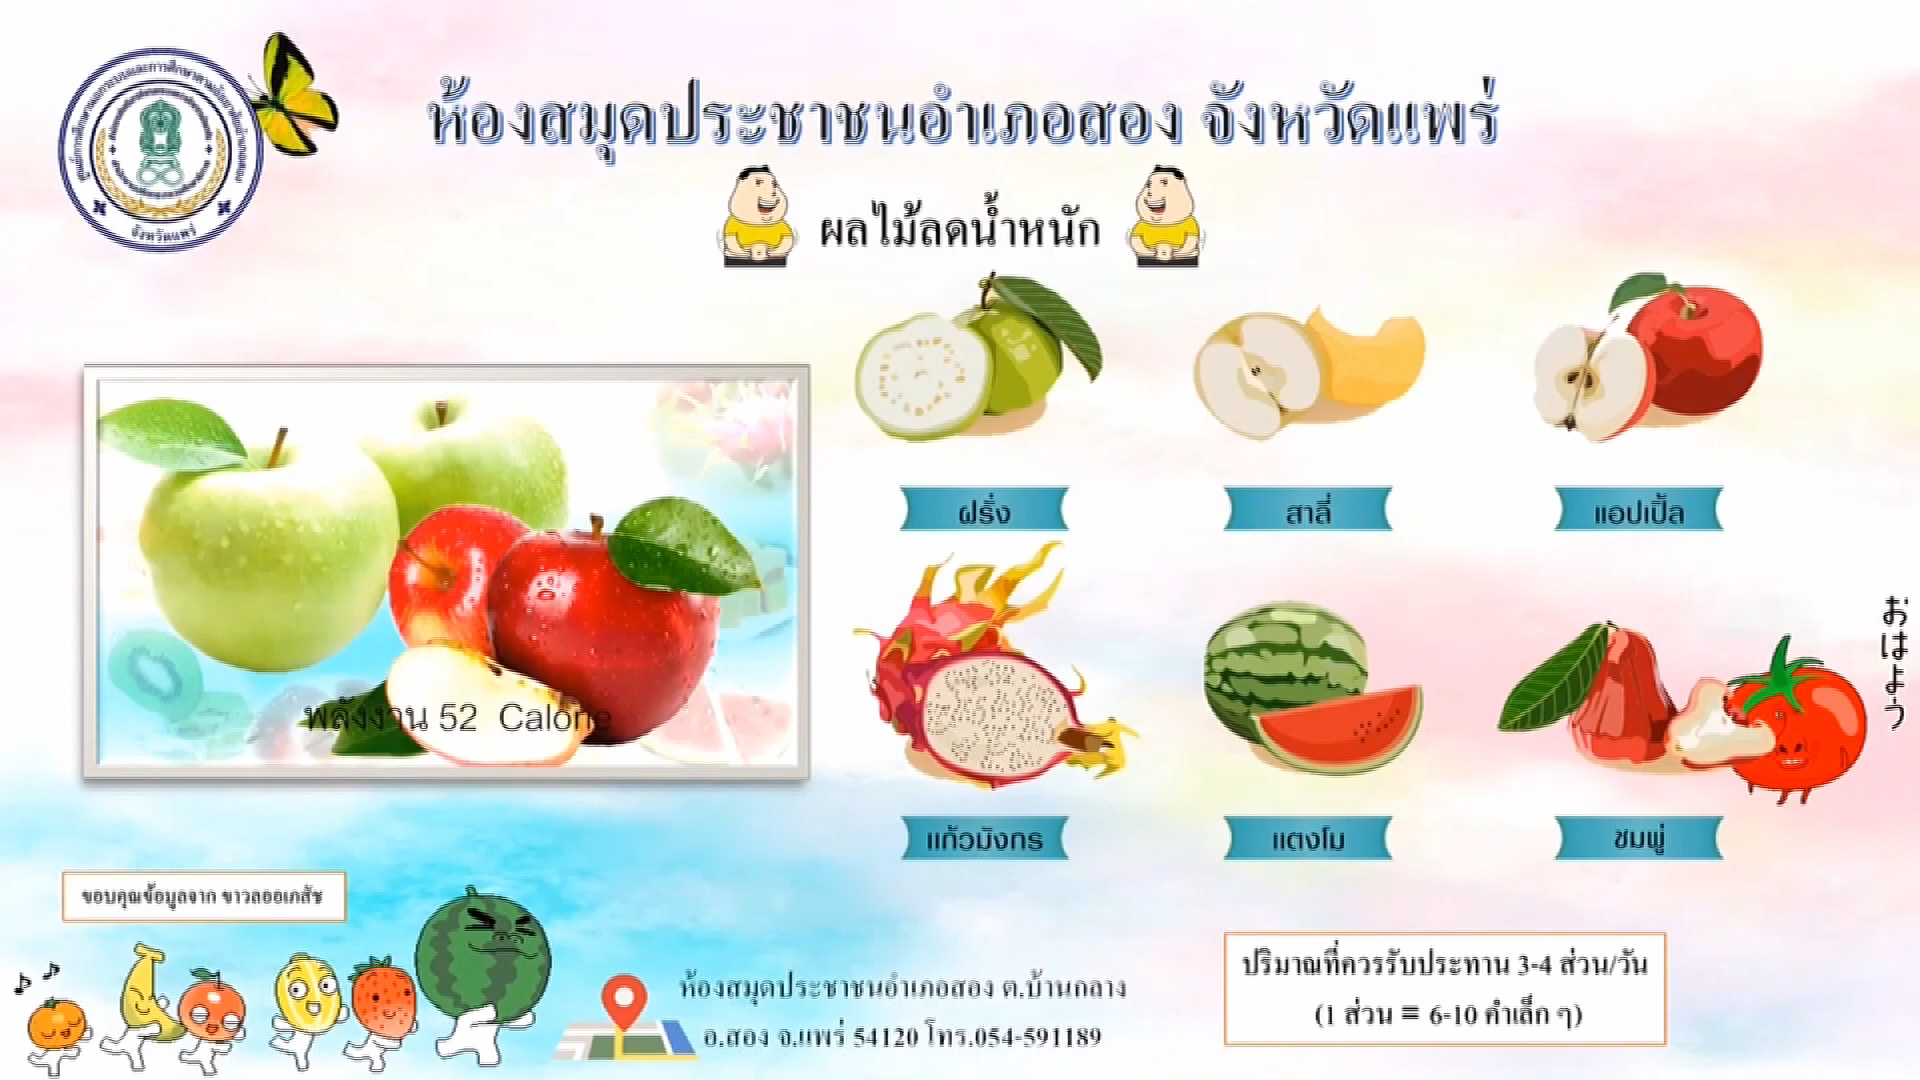 ห้องสมุดประชาชนอำเภอสอง จังหวัดแพร่
จังหวัดแพร่
ผลไม้ลดน้ำหนัก
ฝรั่ง
สาลี่
แอปเปิ้ล
พลังงาน 52 Calorie
แก้วมังกร
แตงโม
ชมพู่
おはよう
ขอบคุณข้อมูลจาก ขาวลออเภสัช
ห้องสมุดประชาชนอำเภอสอง ต.บ้านกลาง
อ.สอง จ.แพร่ 54120 โทร.054-591189
ปริมาณที่ควรรับประทาน 3-4 ส่วน/วัน
(1 ส่วน = 6-10 คำเล็ก ๆ)